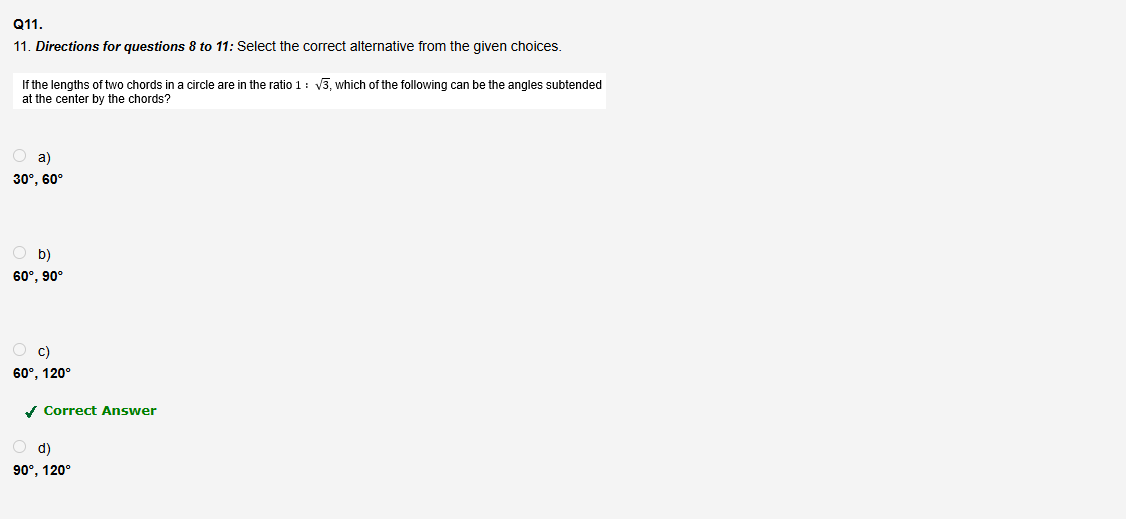 Q11.
11. Directions for questions 8 to 11: Select the correct alternative from the given choices.
If the lengths of two chords in a circle are in the ratio 1 : √3, which of the following can be the angles subtended
at the center by the chords?
a)
30°, 60°
b)
60°, 90°
c)
60°, 120°
✓ Correct Answer
d)
90°, 120°